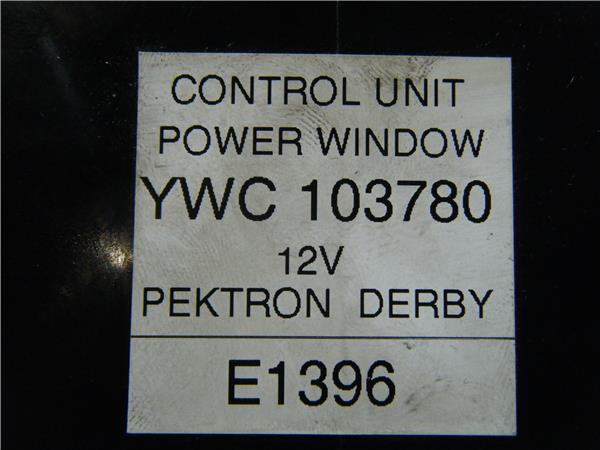 CONTROL UNIT
POWER WINDOW
YWC 103780
12V
PEKTRON DERBY
E1396